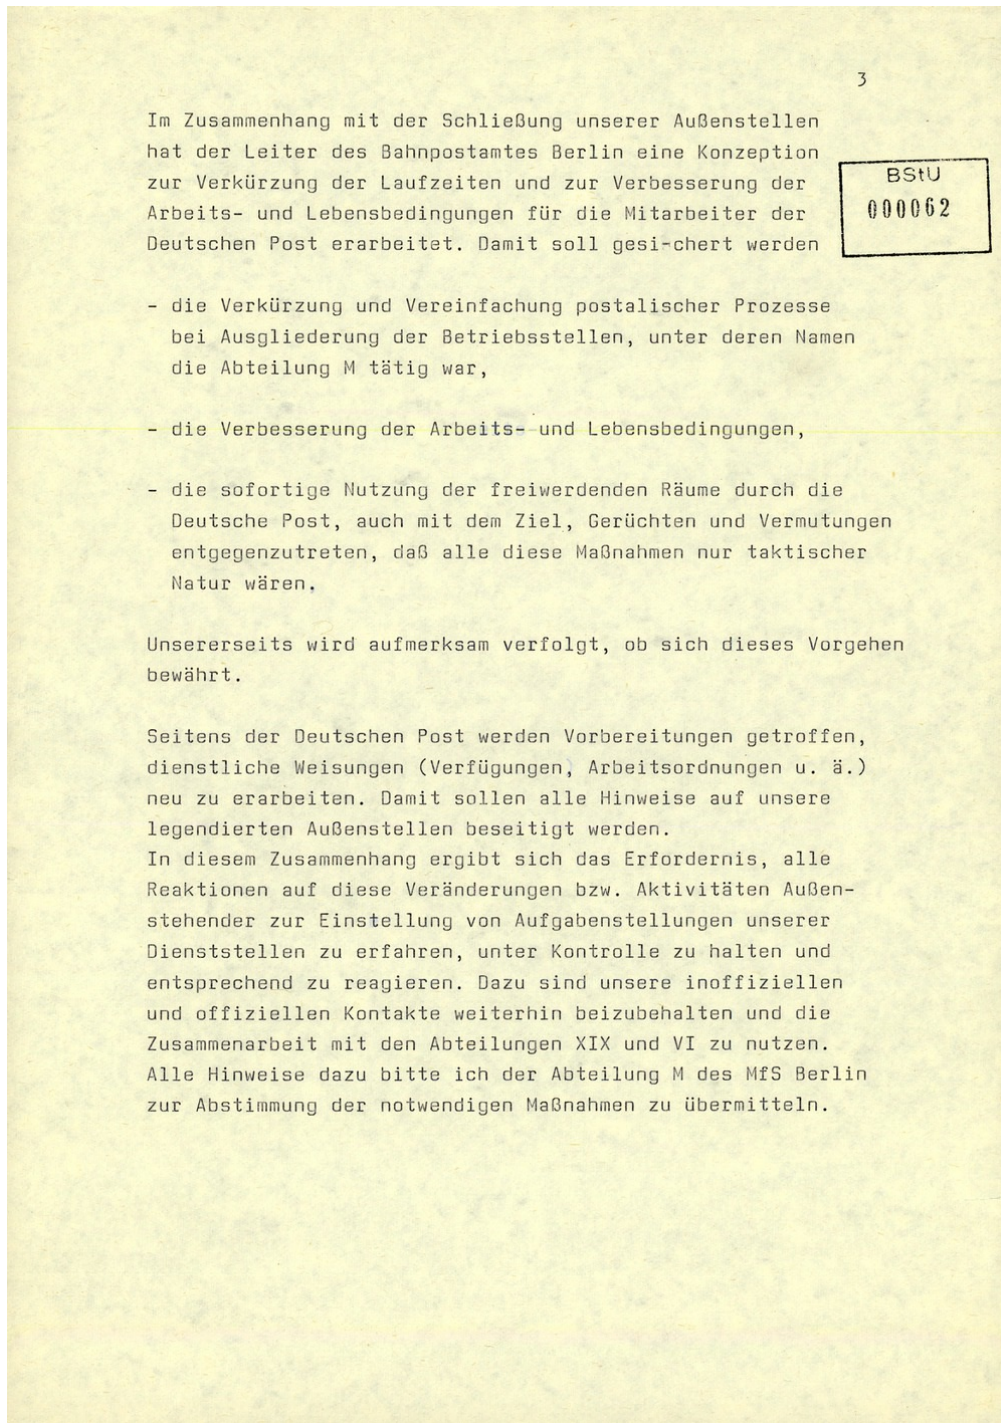 3
Im Zusammenhang mit der Schließung unserer Außenstellen
hat der Leiter des Bahnpostamtes Berlin eine Konzeption
zur Verkürzung der Laufzeiten und zur Verbesserung der
Arbeits- und Lebensbedingungen für die Mitarbeiter der
Deutschen Post erarbeitet. Damit soll gesi-chert werden
BStU
000062
- die Verkürzung und Vereinfachung postalischer Prozesse
bei Ausgliederung der Betriebsstellen, unter deren Namen
die Abteilung M tätig war,
- die Verbesserung der Arbeits- und Lebensbedingungen,
- die sofortige Nutzung der freiwerdenden Räume durch die
Deutsche Post, auch mit dem Ziel, Gerüchten und Vermutungen
entgegenzutreten, daß alle diese Maßnahmen nur taktischer
Natur wären.
Unsererseits wird aufmerksam verfolgt, ob sich dieses Vorgehen
bewährt.
Seitens der Deutschen Post werden Vorbereitungen getroffen,
dienstliche Weisungen (Verfügungen, Arbeitsordnungen u. ä.)
neu zu erarbeiten. Damit sollen alle Hinweise auf unsere
legendierten Außenstellen beseitigt werden.
In diesem Zusammenhang ergibt sich das Erfordernis, alle
Reaktionen auf diese Veränderungen bzw. Aktivitäten Außen-
stehender zur Einstellung von Aufgabenstellungen unserer
Dienststellen zu erfahren, unter Kontrolle zu halten und
entsprechend zu reagieren. Dazu sind unsere inoffiziellen
und offiziellen Kontakte weiterhin beizubehalten und die
Zusammenarbeit mit den Abteilungen XIX und VI zu nutzen.
Alle Hinweise dazu bitte ich der Abteilung M des MfS Berlin
zur Abstimmung der notwendigen Maßnahmen zu übermitteln.